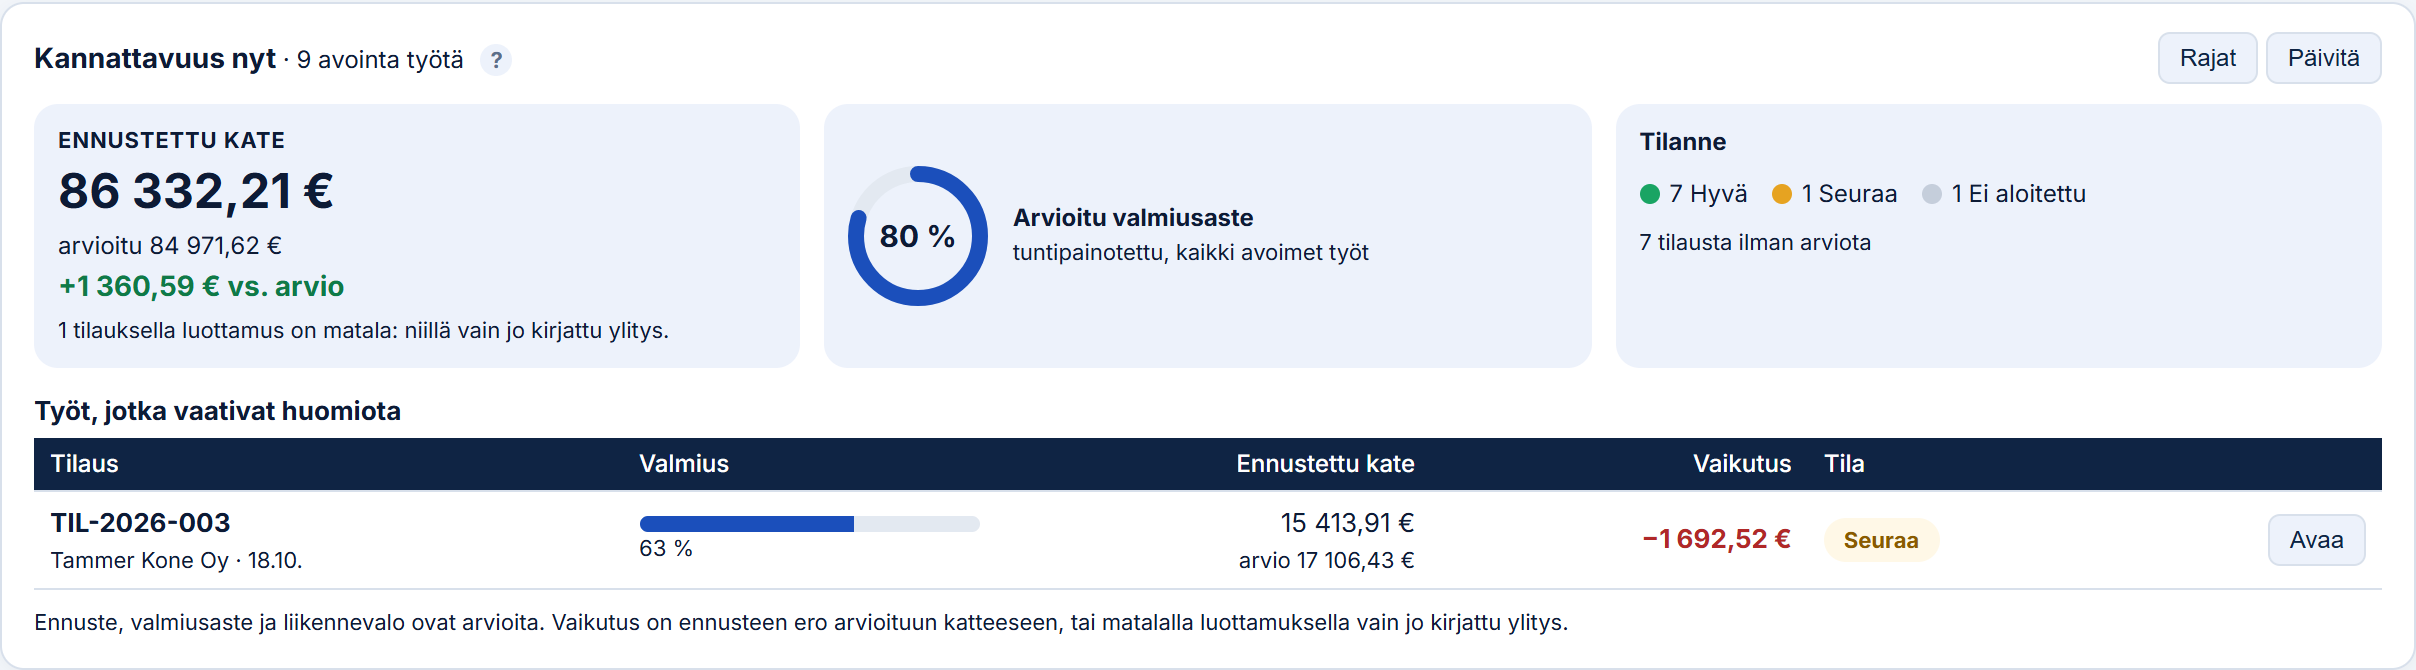 Kannattavuus nyt · 9 avointa työtä ?
Rajat
Päivitä
ENNUSTETTU KATE
86 332,21 €
arvioitu 84 971,62 €
+1 360,59 € vs. arvio
1 tilauksella luottamus on matala: niillä vain jo kirjattu ylitys.
80 %
Arvioitu valmiusaste
tuntipainotettu, kaikki avoimet työt
Tilanne
7 Hyvä 1 Seuraa 1 Ei aloitettu
7 tilausta ilman arviota
Työt, jotka vaativat huomiota
Tilaus Valmius Ennustettu kate Vaikutus Tila
TIL-2026-003
Tammer Kone Oy · 18.10.
63 %
15 413,91 €
arvio 17 106,43 €
−1 692,52 €
Seuraa
Avaa
Ennuste, valmiusaste ja liikennevalo ovat arvioita. Vaikutus on ennusteen ero arvioituun katteeseen, tai matalalla luottamuksella vain jo kirjattu ylitys.